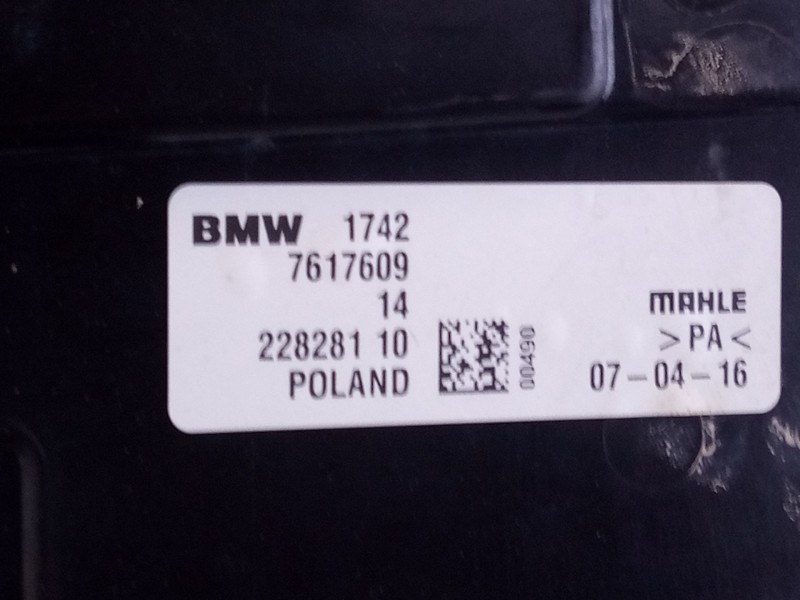 BMW 1742
7617609
14
228281 10
POLAND
00490
MAHLE
>PA<
07-04-16